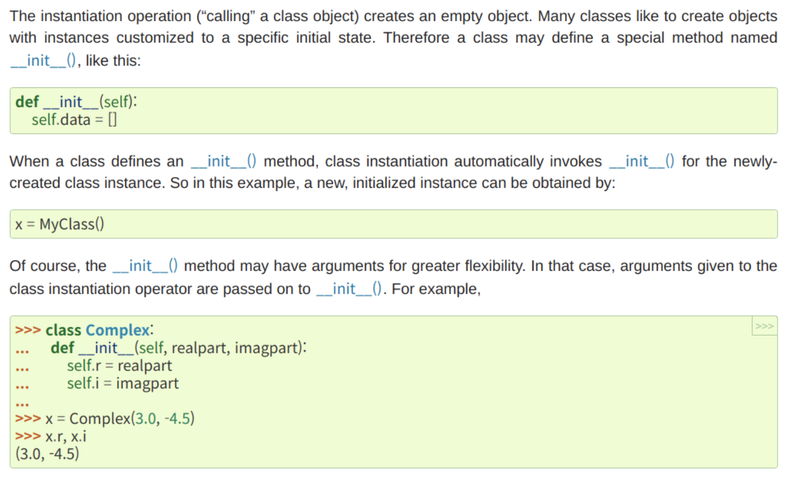 The instantiation operation (“calling” a class object) creates an empty object. Many classes like to create objects
with instances customized to a specific initial state. Therefore a class may define a special method named
__init__(), like this:
def __init__(self):
    self.data = []
When a class defines an __init__() method, class instantiation automatically invokes __init__() for the newly-
created class instance. So in this example, a new, initialized instance can be obtained by:
x = MyClass()
Of course, the __init__() method may have arguments for greater flexibility. In that case, arguments given to the
class instantiation operator are passed on to __init__(). For example,
>>>
>>> class Complex:
...     def __init__(self, realpart, imagpart):
...         self.r = realpart
...         self.i = imagpart
...
>>> x = Complex(3.0, -4.5)
>>> x.r, x.i
(3.0, -4.5)